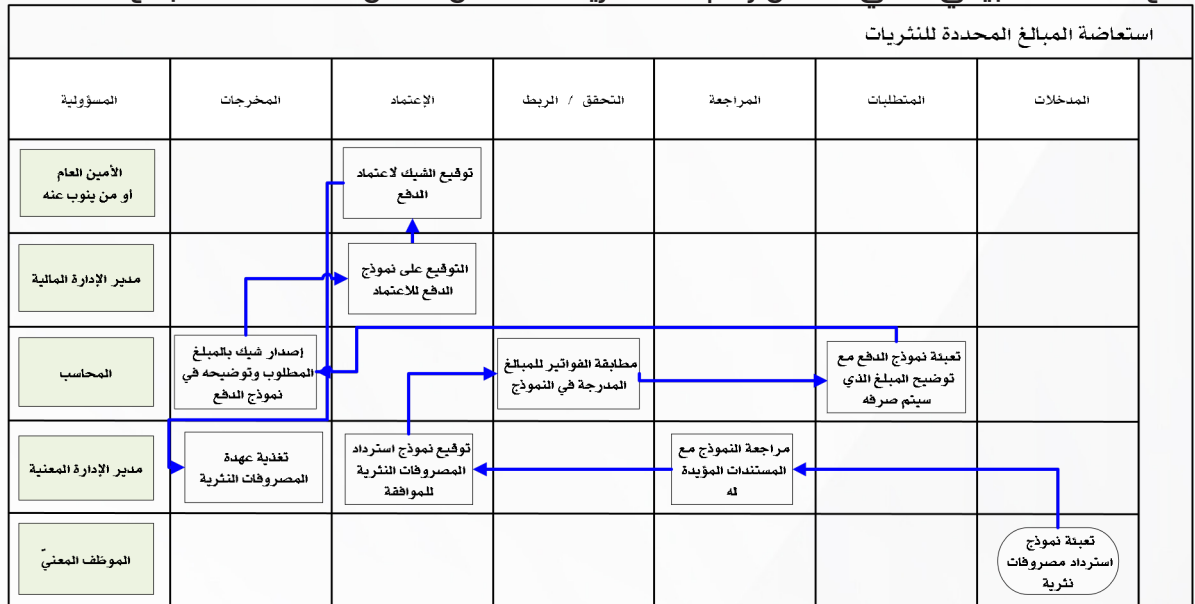 استعاضة المبالغ المحددة للنثريات
المدخلات
المتطلبات
المراجعة
التحقق / الربط
الإعتماد
المخرجات
المسؤولية
توقيع الشيك لاعتماد
الدفع
الأمين العام
أو من ينوب عنه
التوقيع على نموذج
الدفع للاعتماد
مدير الإدارة المالية
تعبئة نموذج الدفع مع
توضيح المبلغ الذي
سيتم صرفه
مطابقة الفواتير للمبالغ
المدرجة في النموذج
إصدار شيك بالمبلغ
المطلوب وتوضيحه في
نموذج الدفع
المحاسب
مراجعة النموذج مع
المستندات المؤيدة
له
توقيع نموذج استرداد
المصروفات النثرية
للموافقة
تغذية عهدة
المصروفات النثرية
مدير الإدارة المعنية
تعبئة نموذج
استرداد مصروفات
نثرية
الموظف المعنيّ